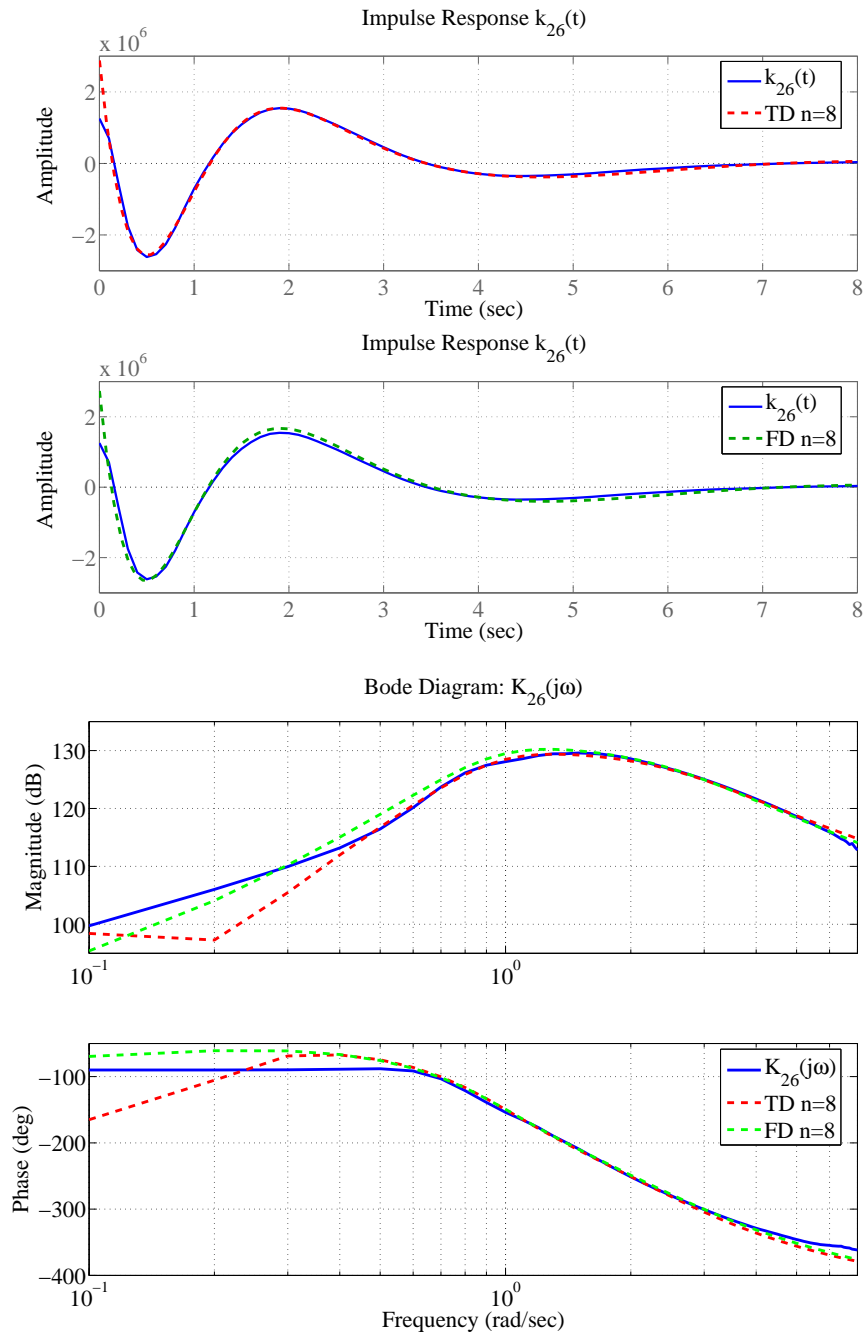 Impulse Response k26(t)
x 10^6
2
0
−2
Amplitude
k26(t)
TD n=8
0 1 2 3 4 5 6 7 8
Time (sec)
Impulse Response k26(t)
x 10^6
2
0
−2
Amplitude
k26(t)
FD n=8
0 1 2 3 4 5 6 7 8
Time (sec)
Bode Diagram: K26(jω)
130
120
110
100
Magnitude (dB)
10^−1 10^0
−100
−200
−300
−400
Phase (deg)
K26(jω)
TD n=8
FD n=8
10^−1 10^0
Frequency (rad/sec)